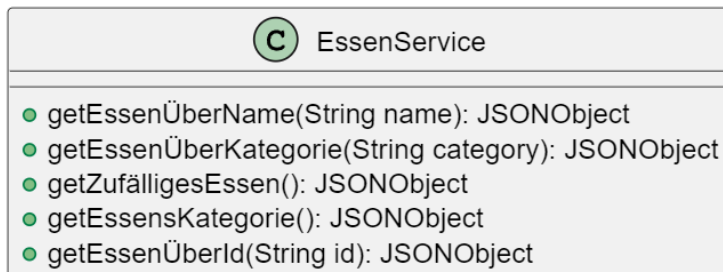 C EssenService
getEssenÜberName(String name): JSONObject
getEssenÜberKategorie(String category): JSONObject
getZufälligesEssen(): JSONObject
getEssensKategorie(): JSONObject
getEssenÜberId(String id): JSONObject